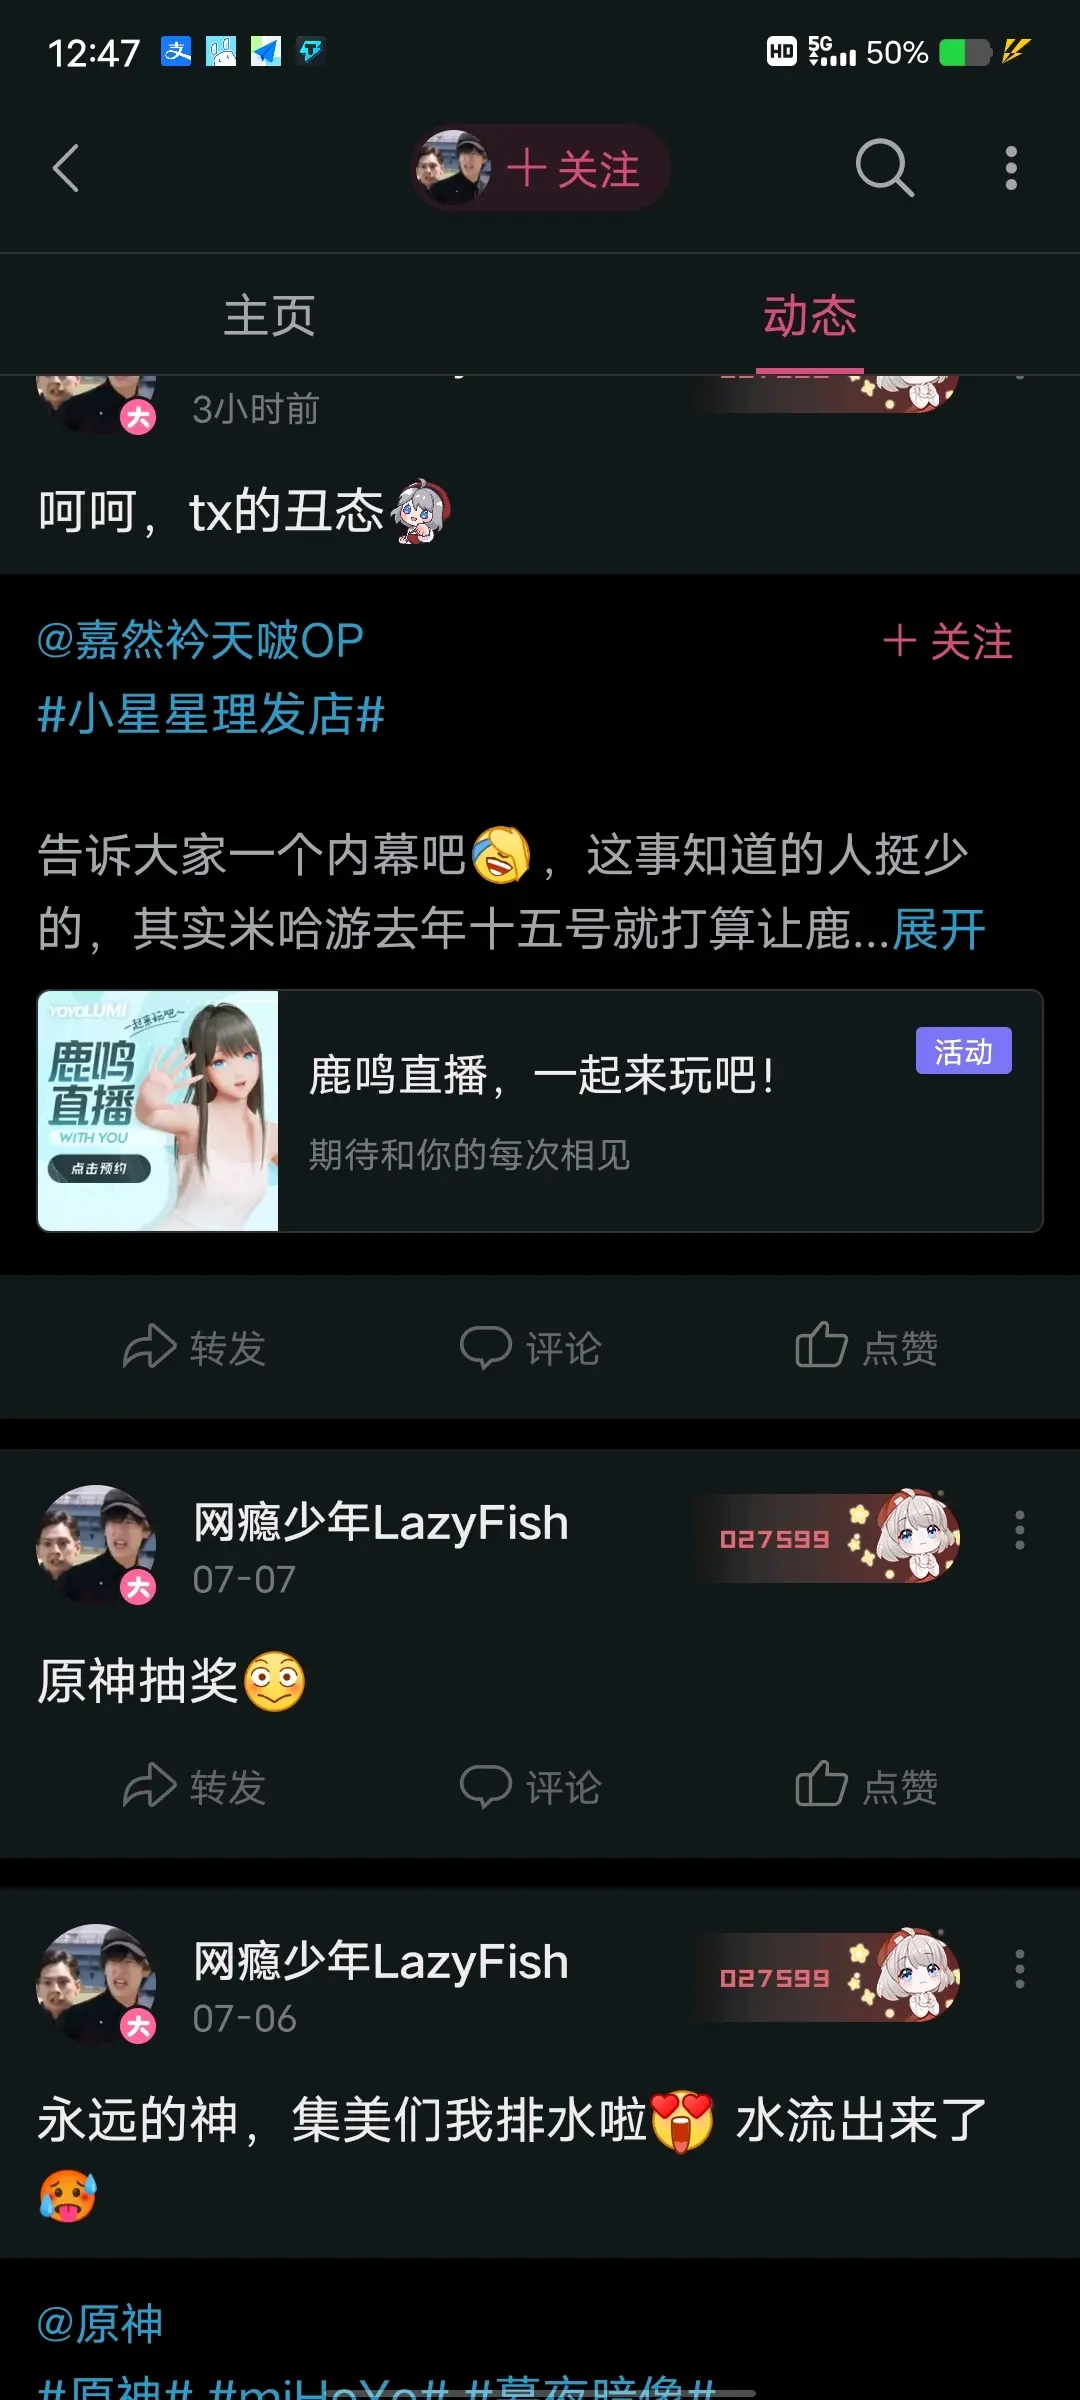 12:47
HD 5G 50%
+ 关注
主页
动态
3小时前
呵呵，tx的丑态
@嘉然衿天啵OP
+ 关注
#小星星理发店#
告诉大家一个内幕吧，这事知道的人挺少
的，其实米哈游去年十五号就打算让鹿...展开
YOYOLUMI
一起来玩吧~
鹿鸣
直播
WITH YOU
点击预约
鹿鸣直播，一起来玩吧！
活动
期待和你的每次相见
转发
评论
点赞
网瘾少年LazyFish
027599
07-07
大
原神抽奖
转发
评论
点赞
网瘾少年LazyFish
027599
07-06
大
永远的神，集美们我排水啦 水流出来了
@原神
#原神# #miHoYo# #幕夜暗像#